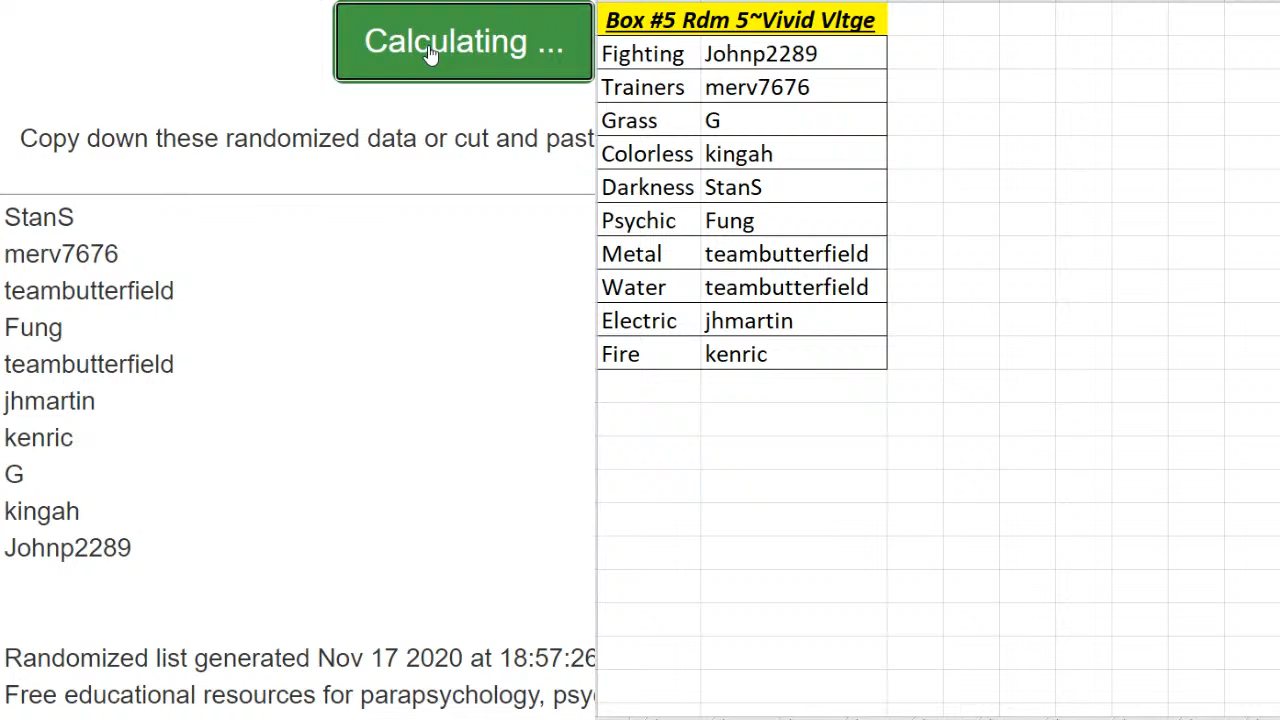 Calculating ...
Copy down these randomized data or cut and past
StanS
merv7676
teambutterfield
Fung
teambutterfield
jhmartin
kenric
G
kingah
Johnp2289
Randomized list generated Nov 17 2020 at 18:57:26
Free educational resources for parapsychology, psy
Box #5 Rdm 5~Vivid Vltge
Fighting Johnp2289
Trainers merv7676
Grass G
Colorless kingah
Darkness StanS
Psychic Fung
Metal teambutterfield
Water teambutterfield
Electric jhmartin
Fire kenric